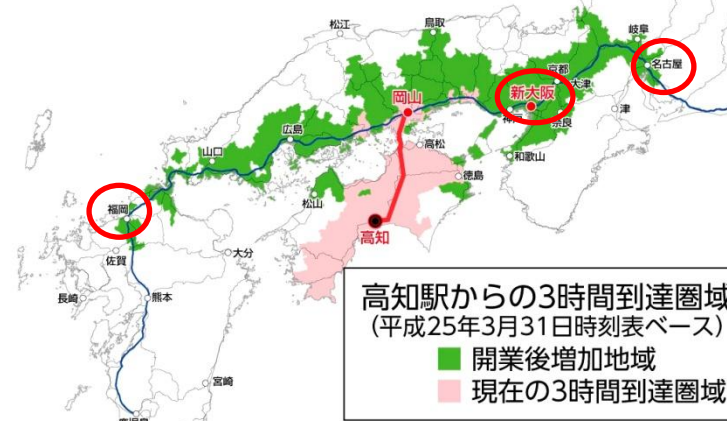 松江
鳥取
岐阜
名古屋
京都
大津
新大阪
岡山
神戸
奈良
津
広島
山口
高松
和歌山
徳島
松山
福岡
高知
佐賀
大分
長崎
熊本
宮崎
鹿児島
高知駅からの3時間到達圏域
(平成25年3月31日時刻表ベース)
開業後増加地域
現在の3時間到達圏域